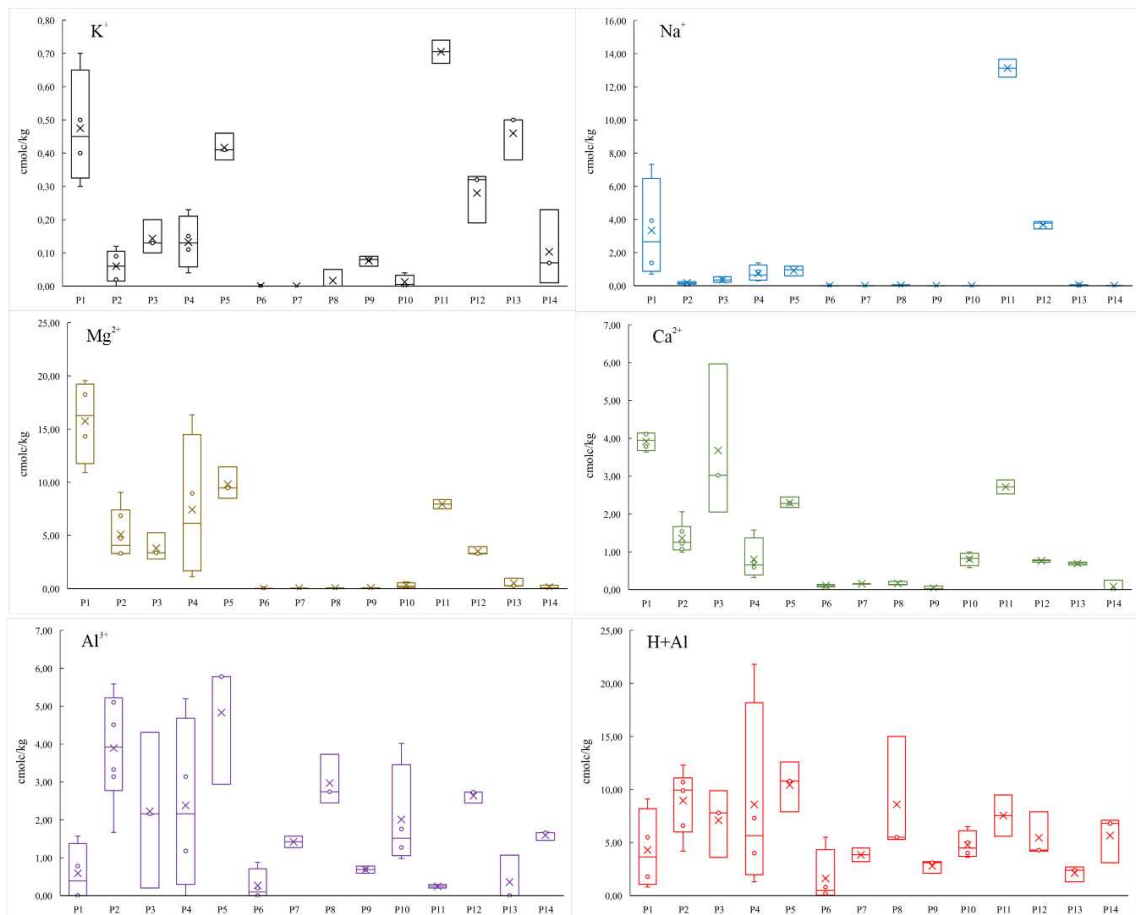 K⁺
0,80
0,70
0,60
0,50
0,40
0,30
0,20
0,10
0,00
cmolc/kg
P1 P2 P3 P4 P5 P6 P7 P8 P9 P10 P11 P12 P13 P14
Na⁺
16,00
14,00
12,00
10,00
8,00
6,00
4,00
2,00
0,00
cmolc/kg
P1 P2 P3 P4 P5 P6 P7 P8 P9 P10 P11 P12 P13 P14
Mg²⁺
25,00
20,00
15,00
10,00
5,00
0,00
cmolc/kg
P1 P2 P3 P4 P5 P6 P7 P8 P9 P10 P11 P12 P13 P14
Ca²⁺
7,00
6,00
5,00
4,00
3,00
2,00
1,00
0,00
cmolc/kg
P1 P2 P3 P4 P5 P6 P7 P8 P9 P10 P11 P12 P13 P14
Al³⁺
7,00
6,00
5,00
4,00
3,00
2,00
1,00
0,00
cmolc/kg
P1 P2 P3 P4 P5 P6 P7 P8 P9 P10 P11 P12 P13 P14
H+Al
25,00
20,00
15,00
10,00
5,00
0,00
cmolc/kg
P1 P2 P3 P4 P5 P6 P7 P8 P9 P10 P11 P12 P13 P14